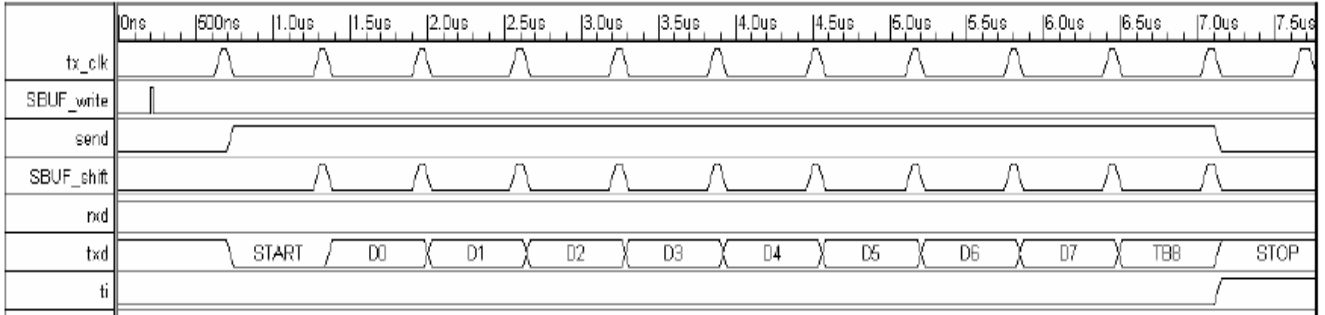 0ns 500ns 1.0us 1.5us 2.0us 2.5us 3.0us 3.5us 4.0us 4.5us 5.0us 5.5us 6.0us 6.5us 7.0us 7.5us
tx_clk
SBUF_write
send
SBUF_shift
rxd
txd START D0 D1 D2 D3 D4 D5 D6 D7 TB8 STOP
ti